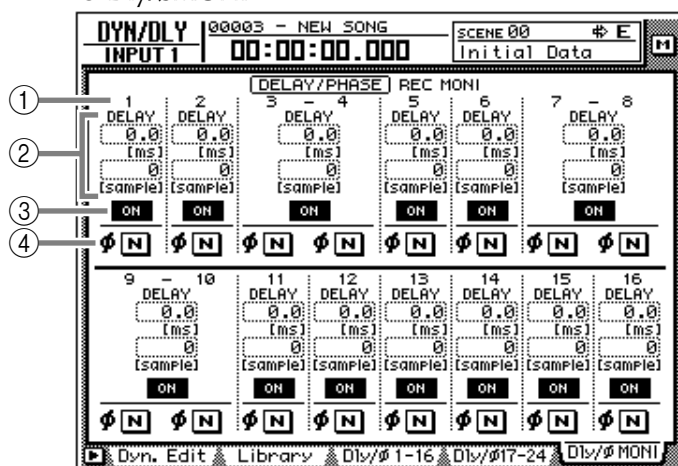 DYN/DLY
INPUT 1
00003 - NEW SONG
00:00:00.000
SCENE 00 E
Initial Data
M
DELAY/PHASE REC MONI
① 1 2 3 - 4 5 6 7 - 8
② DELAY DELAY DELAY DELAY DELAY DELAY
0.0 0.0 0.0 0.0 0.0 0.0
[ms] [ms] [ms] [ms] [ms] [ms]
0 0 0 0 0 0
[sample] [sample] [sample] [sample] [sample] [sample]
③ ON ON ON ON ON ON
④ ϕ N ϕ N ϕ N ϕ N ϕ N ϕ N ϕ N ϕ N
9 - 10 11 12 13 14 15 16
DELAY DELAY DELAY DELAY DELAY DELAY DELAY
0.0 0.0 0.0 0.0 0.0 0.0 0.0
[ms] [ms] [ms] [ms] [ms] [ms] [ms]
0 0 0 0 0 0 0
[sample] [sample] [sample] [sample] [sample] [sample] [sample]
ON ON ON ON ON ON ON
ϕ N ϕ N ϕ N ϕ N ϕ N ϕ N ϕ N ϕ N
Dyn. Edit Library Dly/ϕ 1-16 Dly/ϕ17-24 Dly/ϕ MONI